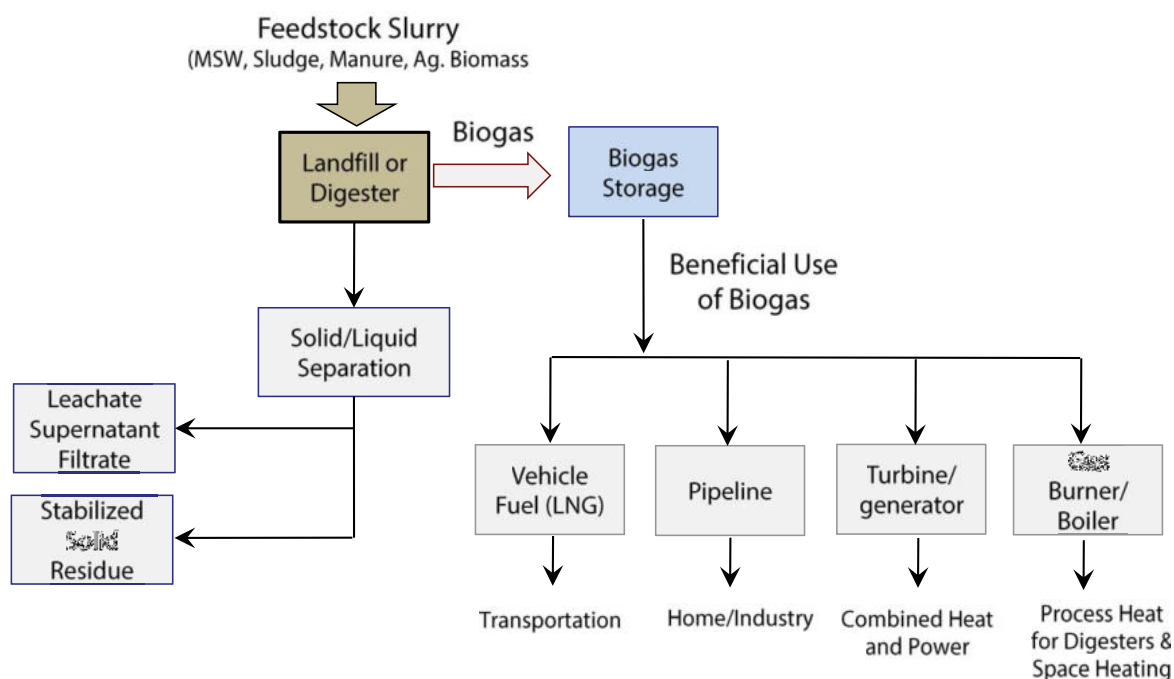 Feedstock Slurry
(MSW, Sludge, Manure, Ag. Biomass
Biogas
Landfill or
Digester
Biogas
Storage
Beneficial Use
of Biogas
Solid/Liquid
Separation
Leachate
Supernatant
Filtrate
Stabilized
Solid
Residue
Vehicle
Fuel (LNG)
Pipeline
Turbine/
generator
Gas
Burner/
Boiler
Transportation
Home/Industry
Combined Heat
and Power
Process Heat
for Digesters &
Space Heating